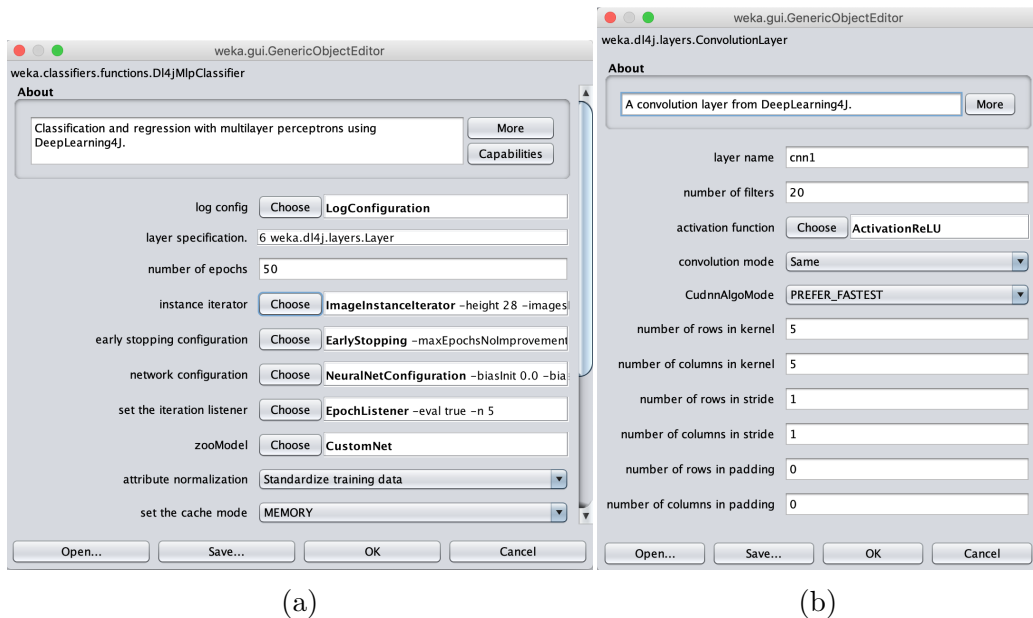 weka.gui.GenericObjectEditor
weka.classifiers.functions.Dl4jMlpClassifier
About
Classification and regression with multilayer perceptrons using
DeepLearning4J.
More
Capabilities
log config Choose LogConfiguration
layer specification. 6 weka.dl4j.layers.Layer
number of epochs 50
instance iterator Choose ImageInstanceIterator -height 28 -images
early stopping configuration Choose EarlyStopping -maxEpochsNoImprovement
network configuration Choose NeuralNetConfiguration -biasInit 0.0 -bia
set the iteration listener Choose EpochListener -eval true -n 5
zooModel Choose CustomNet
attribute normalization Standardize training data
set the cache mode MEMORY
Open... Save... OK Cancel
(a)
weka.gui.GenericObjectEditor
weka.dl4j.layers.ConvolutionLayer
About
A convolution layer from DeepLearning4J. More
layer name cnn1
number of filters 20
activation function Choose ActivationReLU
convolution mode Same
CudnnAlgoMode PREFER_FASTEST
number of rows in kernel 5
number of columns in kernel 5
number of rows in stride 1
number of columns in stride 1
number of rows in padding 0
number of columns in padding 0
Open... Save... OK Cancel
(b)